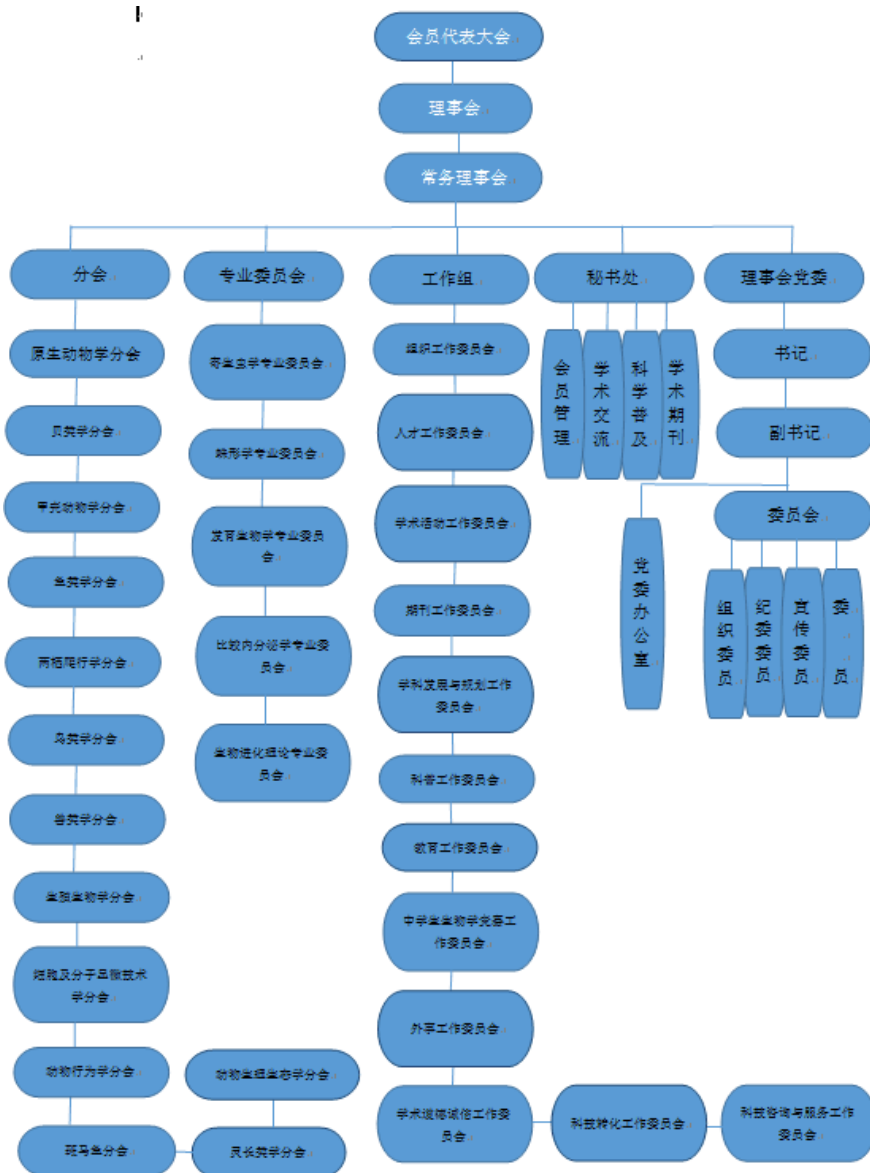 会员代表大会
理事会
常务理事会
分会
原生动物学分会
贝类学分会
甲壳动物学分会
鱼类学分会
两栖爬行学分会
鸟类学分会
兽类学分会
生殖生物学分会
细胞及分子显微技术
学分会
动物行为学分会
斑马鱼分会
灵长类学分会
动物生理生态学分会
专业委员会
寄生虫学专业委员会
蛛形学专业委员会
发育生物学专业委员
会
比较内分泌学专业委
员会
生物进化理论专业委
员会
工作组
组织工作委员会
人才工作委员会
学术活动工作委员会
期刊工作委员会
学科发展与规划工作
委员会
科普工作委员会
教育工作委员会
中学生生物学竞赛工
作委员会
外事工作委员会
学术道德诚信工作委
员会
科技转化工作委员会
科技咨询与服务工作
委员会
秘书处
会员管理
学术交流
科学普及
学术期刊
理事会党委
书记
副书记
党委办公室
委员会
组织委员
纪委委员
宣传委员
委员